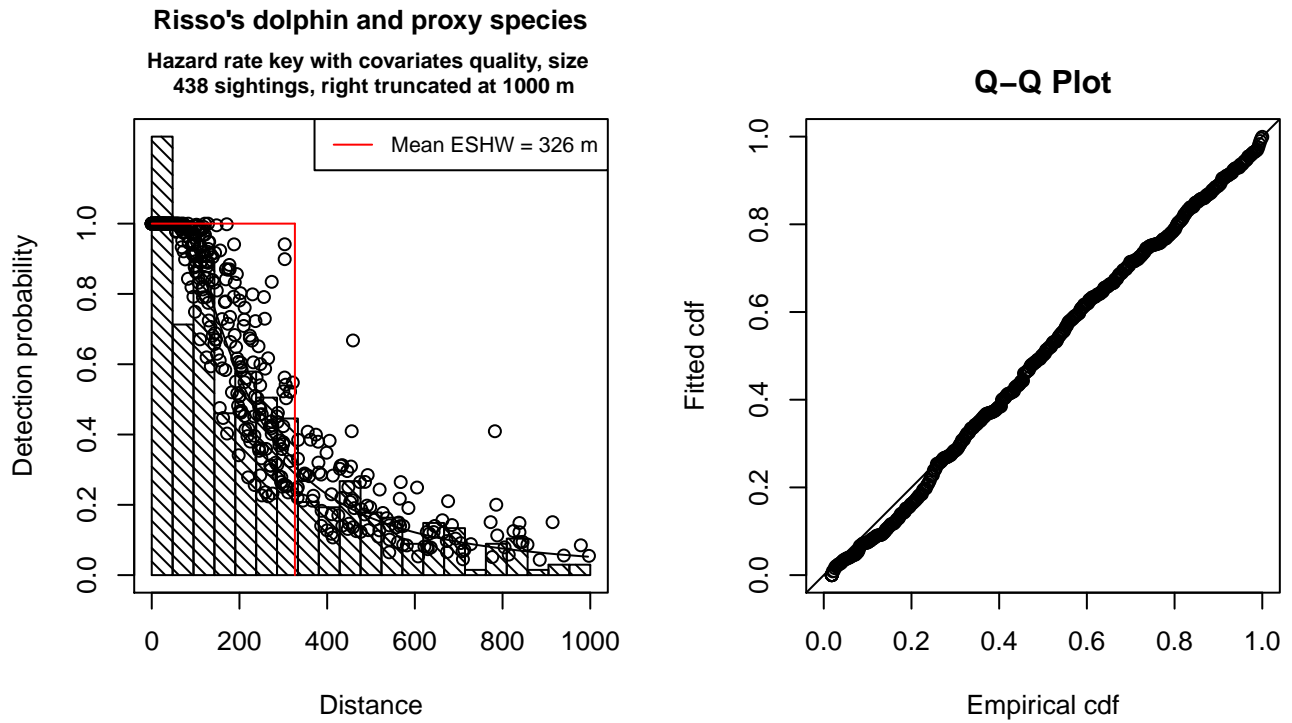 Risso's dolphin and proxy species
Hazard rate key with covariates quality, size
438 sightings, right truncated at 1000 m
Mean ESHW = 326 m
Detection probability
0.0 0.2 0.4 0.6 0.8 1.0
0 200 400 600 800 1000
Distance
Q−Q Plot
Fitted cdf
0.0 0.2 0.4 0.6 0.8 1.0
0.0 0.2 0.4 0.6 0.8 1.0
Empirical cdf